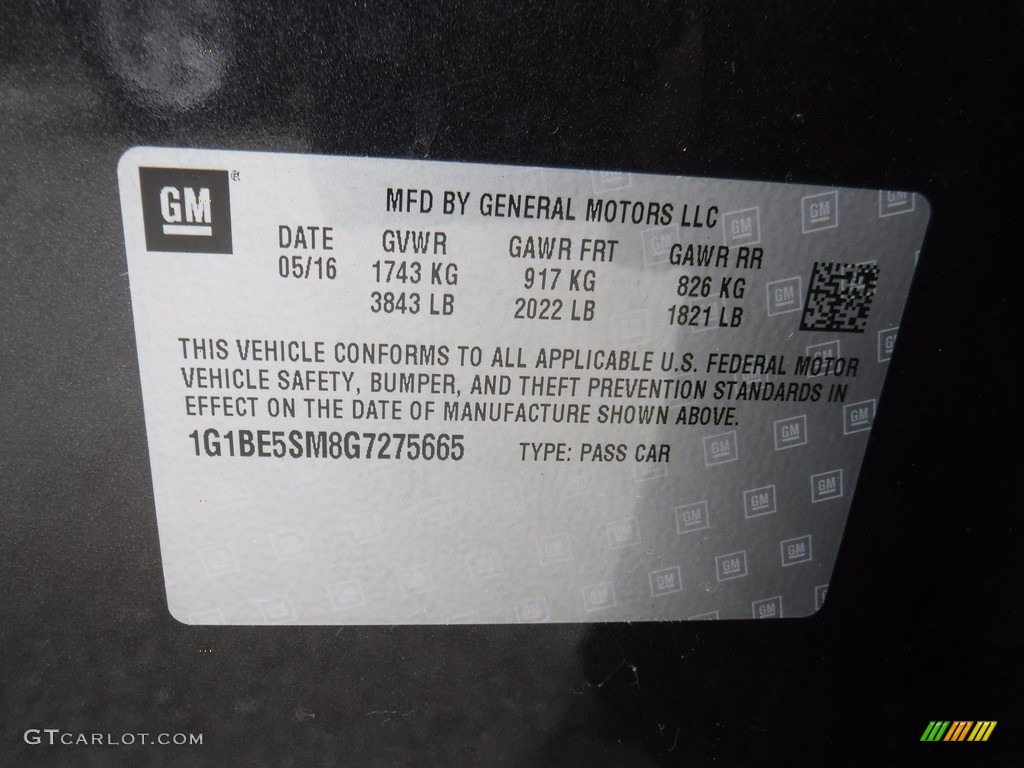 GM
MFD BY GENERAL MOTORS LLC
DATE GVWR GAWR FRT GAWR RR
05/16 1743 KG 917 KG 826 KG
3843 LB 2022 LB 1821 LB
THIS VEHICLE CONFORMS TO ALL APPLICABLE U.S. FEDERAL MOTOR
VEHICLE SAFETY, BUMPER, AND THEFT PREVENTION STANDARDS IN
EFFECT ON THE DATE OF MANUFACTURE SHOWN ABOVE.
1G1BE5SM8G7275665 TYPE: PASS CAR
GTCARLOT.COM